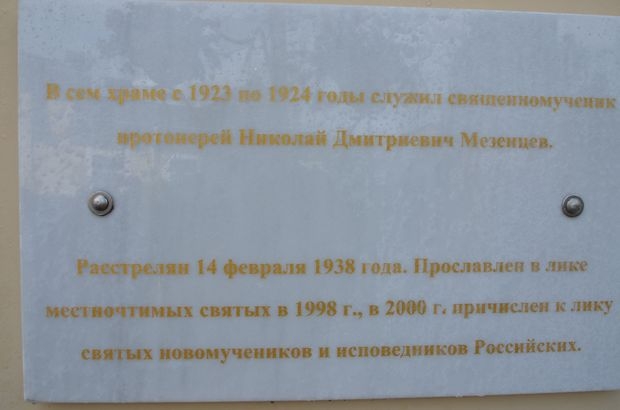 В сем храме с 1923 по 1924 годы служил священномученик
протоиерей Николай Дмитриевич Мезенцев.
Расстрелян 14 февраля 1938 года. Прославлен в лике
местночтимых святых в 1998 г., в 2000 г. причислен к лику
святых новомучеников и исповедников Российских.